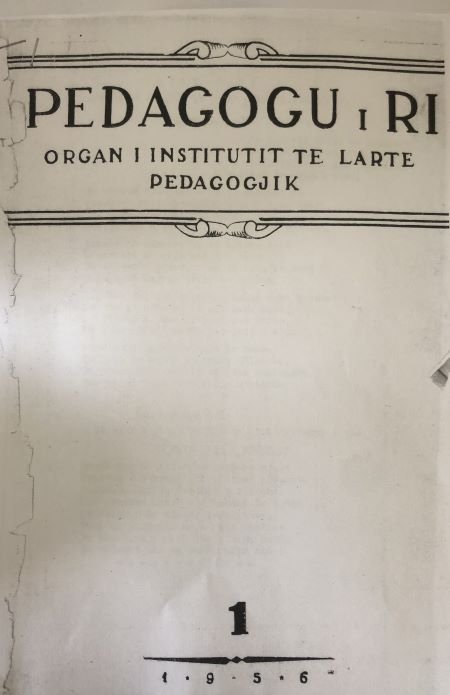 PEDAGOGU I RI
ORGAN I INSTITUTIT TE LARTE
PEDAGOGJIK
1
1 • 9 • 5 • 6